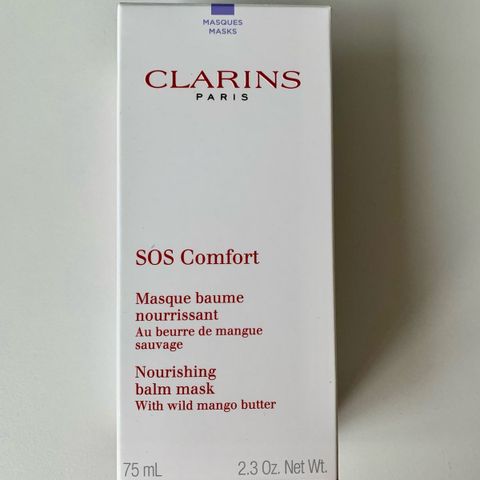 MASQUES
MASKS
CLARINS
PARIS
SOS Comfort
Masque baume
nourrissant
Au beurre de mangue
sauvage
Nourishing
balm mask
With wild mango butter
75 mL 2.3 Oz. Net Wt.